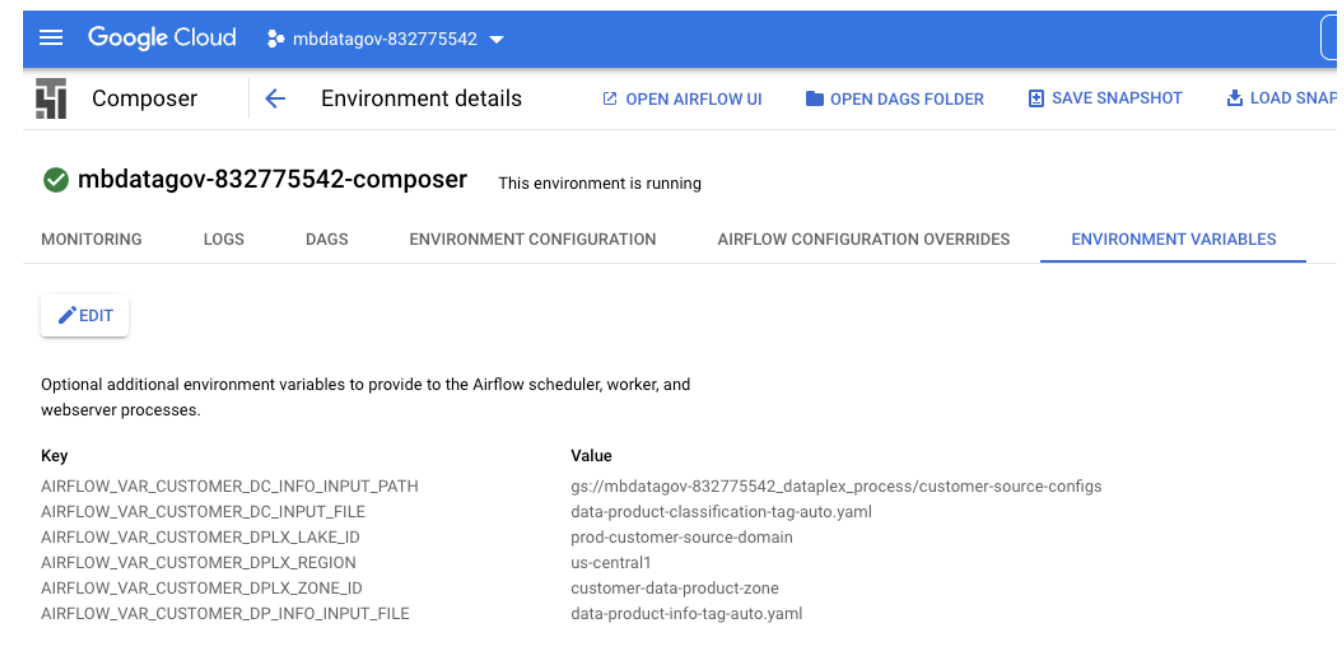 Google Cloud mbdatagov-832775542
Composer Environment details OPEN AIRFLOW UI OPEN DAGS FOLDER SAVE SNAPSHOT LOAD SNAP
mbdatagov-832775542-composer This environment is running
MONITORING LOGS DAGS ENVIRONMENT CONFIGURATION AIRFLOW CONFIGURATION OVERRIDES ENVIRONMENT VARIABLES
EDIT
Optional additional environment variables to provide to the Airflow scheduler, worker, and
webserver processes.
Key Value
AIRFLOW_VAR_CUSTOMER_DC_INFO_INPUT_PATH gs://mbdatagov-832775542_dataplex_process/customer-source-configs
AIRFLOW_VAR_CUSTOMER_DC_INPUT_FILE data-product-classification-tag-auto.yaml
AIRFLOW_VAR_CUSTOMER_DPLX_LAKE_ID prod-customer-source-domain
AIRFLOW_VAR_CUSTOMER_DPLX_REGION us-central1
AIRFLOW_VAR_CUSTOMER_DPLX_ZONE_ID customer-data-product-zone
AIRFLOW_VAR_CUSTOMER_DP_INFO_INPUT_FILE data-product-info-tag-auto.yaml